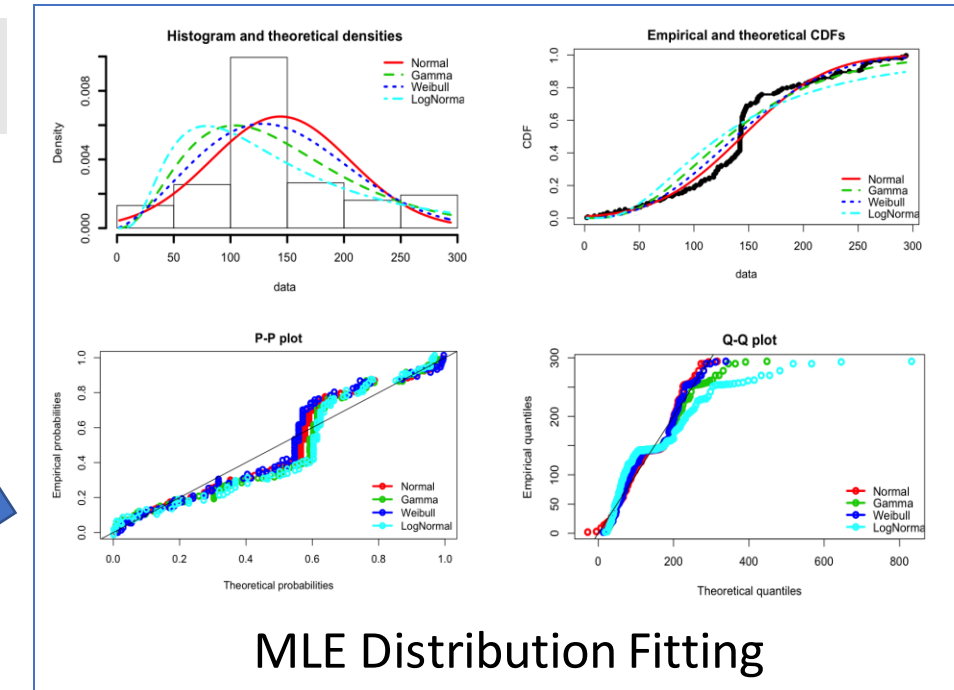 Histogram and theoretical densities
Density
0.000
0.004
0.008
Normal
Gamma
Weibull
LogNorma
0 50 100 150 200 250 300
data
Empirical and theoretical CDFs
CDF
0.0 0.2 0.4 0.6 0.8 1.0
Normal
Gamma
Weibull
LogNorma
0 50 100 150 200 250 300
data
P-P plot
Empirical probabilities
0.0 0.2 0.4 0.6 0.8 1.0
Normal
Gamma
Weibull
LogNormal
0.0 0.2 0.4 0.6 0.8 1.0
Theoretical probabilities
Q-Q plot
Empirical quantiles
0 50 100 200 300
Normal
Gamma
Weibull
LogNorma
0 200 400 600 800
Theoretical quantiles
MLE Distribution Fitting